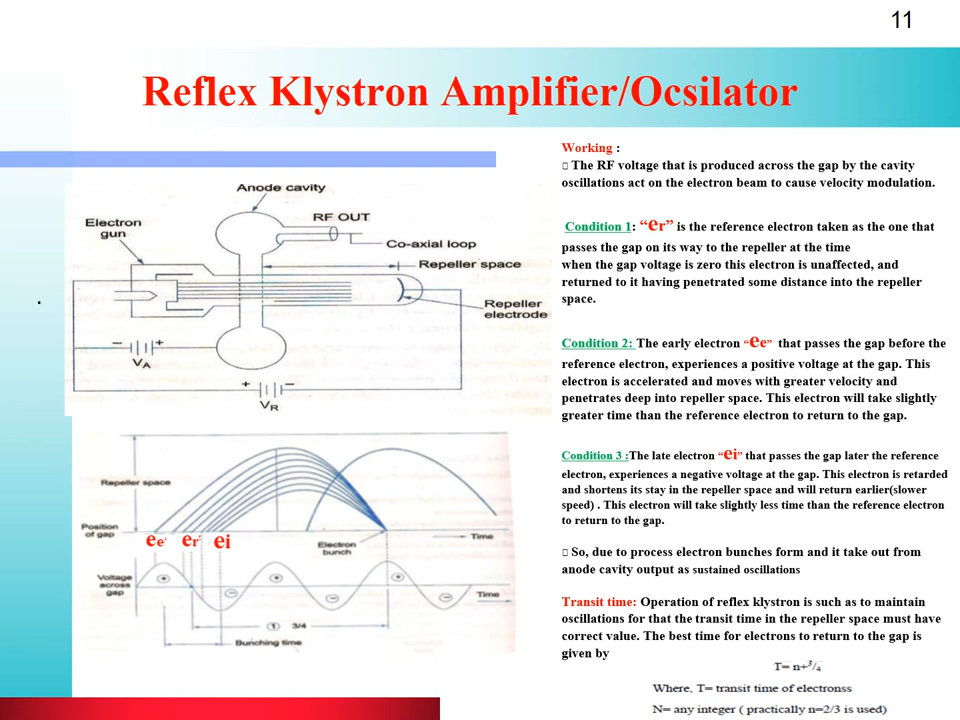 11
Reflex Klystron Amplifier/Ocsilator
Anode cavity
Electron
gun
RF OUT
Co-axial loop
Repeller space
Repeller
electrode
− +
VA
+ −
VR
Repeller space
Position
of gap
ee' er' ei
Electron
bunch
Time
Voltage
across
gap
+ − + − + −
Time
1 3/4
Bunching time
Working :
The RF voltage that is produced across the gap by the cavity
oscillations act on the electron beam to cause velocity modulation.
Condition 1: “er” is the reference electron taken as the one that
passes the gap on its way to the repeller at the time
when the gap voltage is zero this electron is unaffected, and
returned to it having penetrated some distance into the repeller
space.
Condition 2: The early electron “ee” that passes the gap before the
reference electron, experiences a positive voltage at the gap. This
electron is accelerated and moves with greater velocity and
penetrates deep into repeller space. This electron will take slightly
greater time than the reference electron to return to the gap.
Condition 3 :The late electron “ei” that passes the gap later the reference
electron, experiences a negative voltage at the gap. This electron is retarded
and shortens its stay in the repeller space and will return earlier(slower
speed) . This electron will take slightly less time than the reference electron
to return to the gap.
So, due to process electron bunches form and it take out from
anode cavity output as sustained oscillations
Transit time: Operation of reflex klystron is such as to maintain
oscillations for that the transit time in the repeller space must have
correct value. The best time for electrons to return to the gap is
given by
T= n+3/4
Where, T= transit time of electronss
N= any integer ( practically n=2/3 is used)